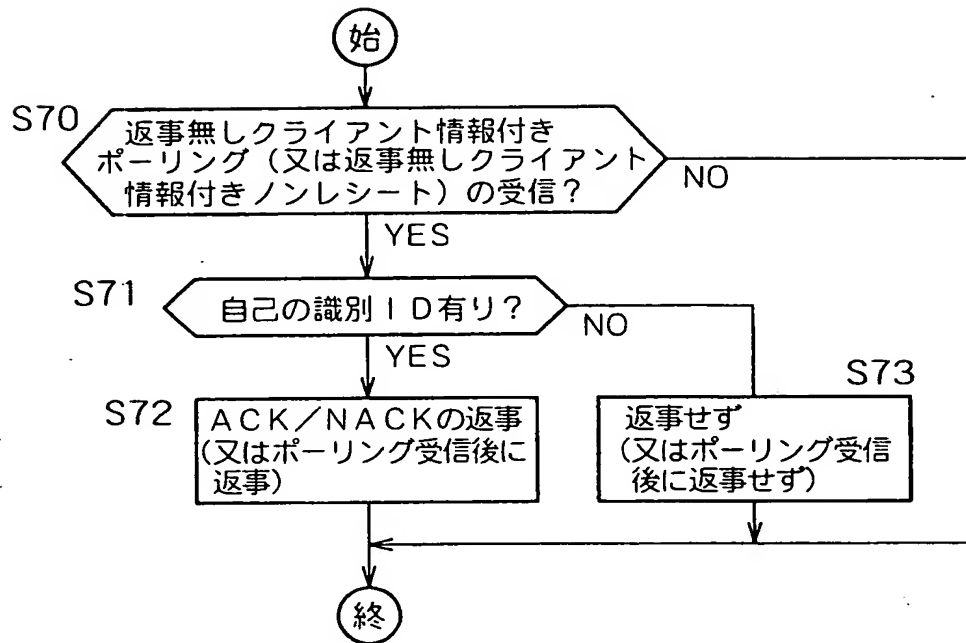 始
S70
返事無しクライアント情報付き
ポーリング(又は返事無しクライアント
情報付きノンレシート)の受信?
NO
YES
S71
自己の識別ID有り?
NO
YES
S72
ACK/NACKの返事
(又はポーリング受信後に
返事)
S73
返事せず
(又はポーリング受信
後に返事せず)
終